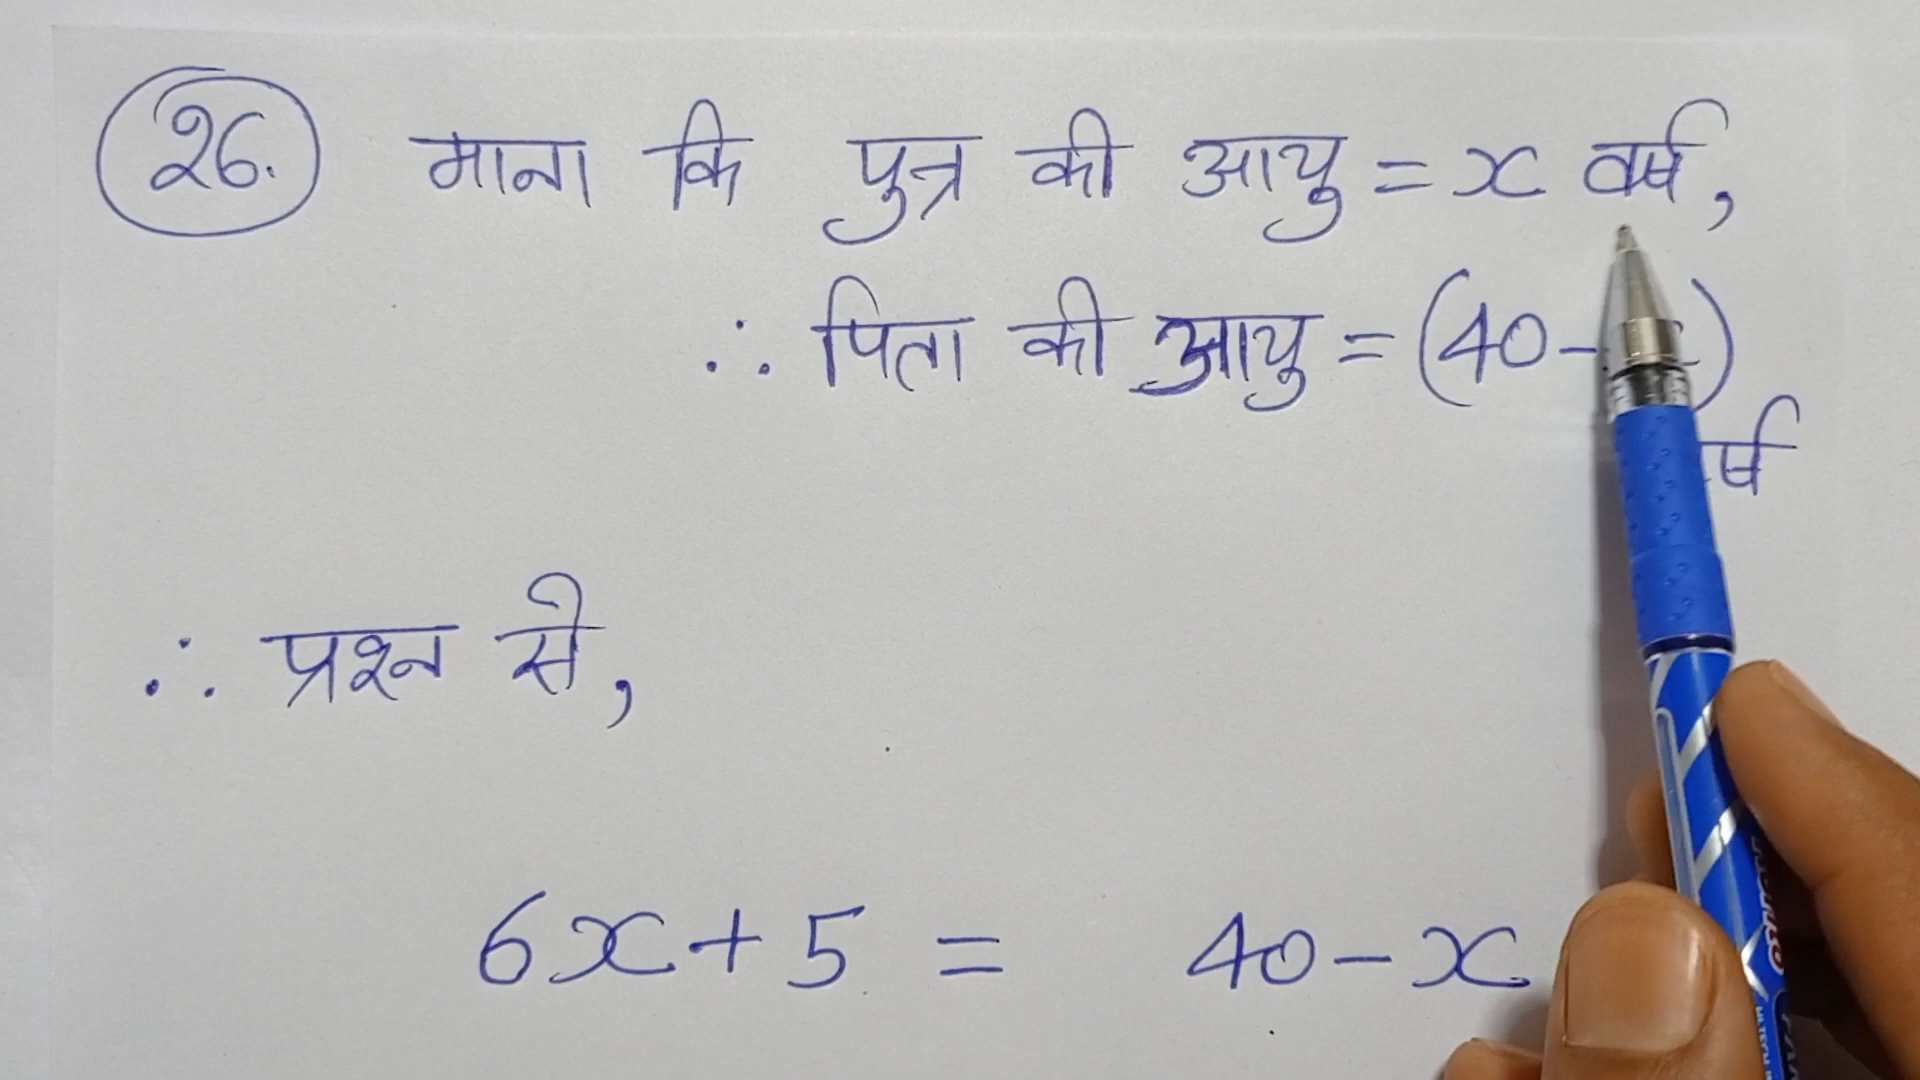 26. माना कि पुत्र की आयु = x वर्ष,
∴ पिता की आयु = (40 - )
∴ प्रश्न से,
6x + 5 = 40 - x